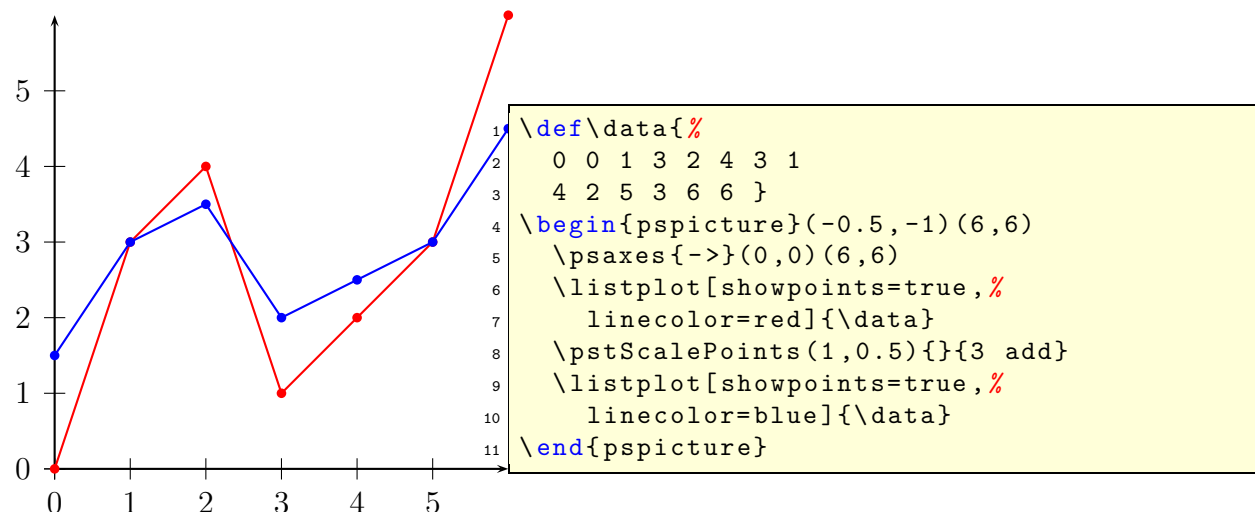 5
4
3
2
1
0
0 1 2 3 4 5
1 \def\data{%
2   0 0 1 3 2 4 3 1
3   4 2 5 3 6 6 }
4 \begin{pspicture}(-0.5,-1)(6,6)
5   \psaxes{->}(0,0)(6,6)
6   \listplot[showpoints=true,%
7     linecolor=red]{\data}
8   \pstScalePoints(1,0.5){}{3 add}
9   \listplot[showpoints=true,%
10     linecolor=blue]{\data}
11 \end{pspicture}